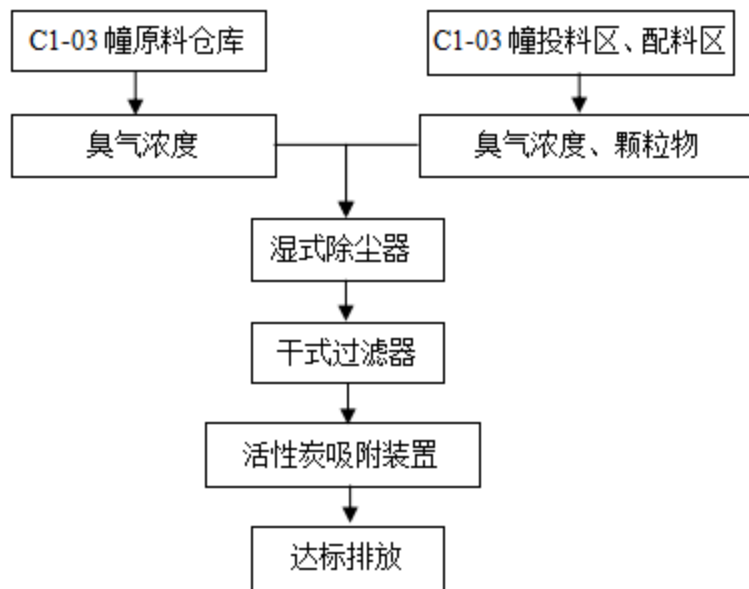 C1-03 幢原料仓库
C1-03 幢投料区、配料区
臭气浓度
臭气浓度、颗粒物
湿式除尘器
干式过滤器
活性炭吸附装置
达标排放